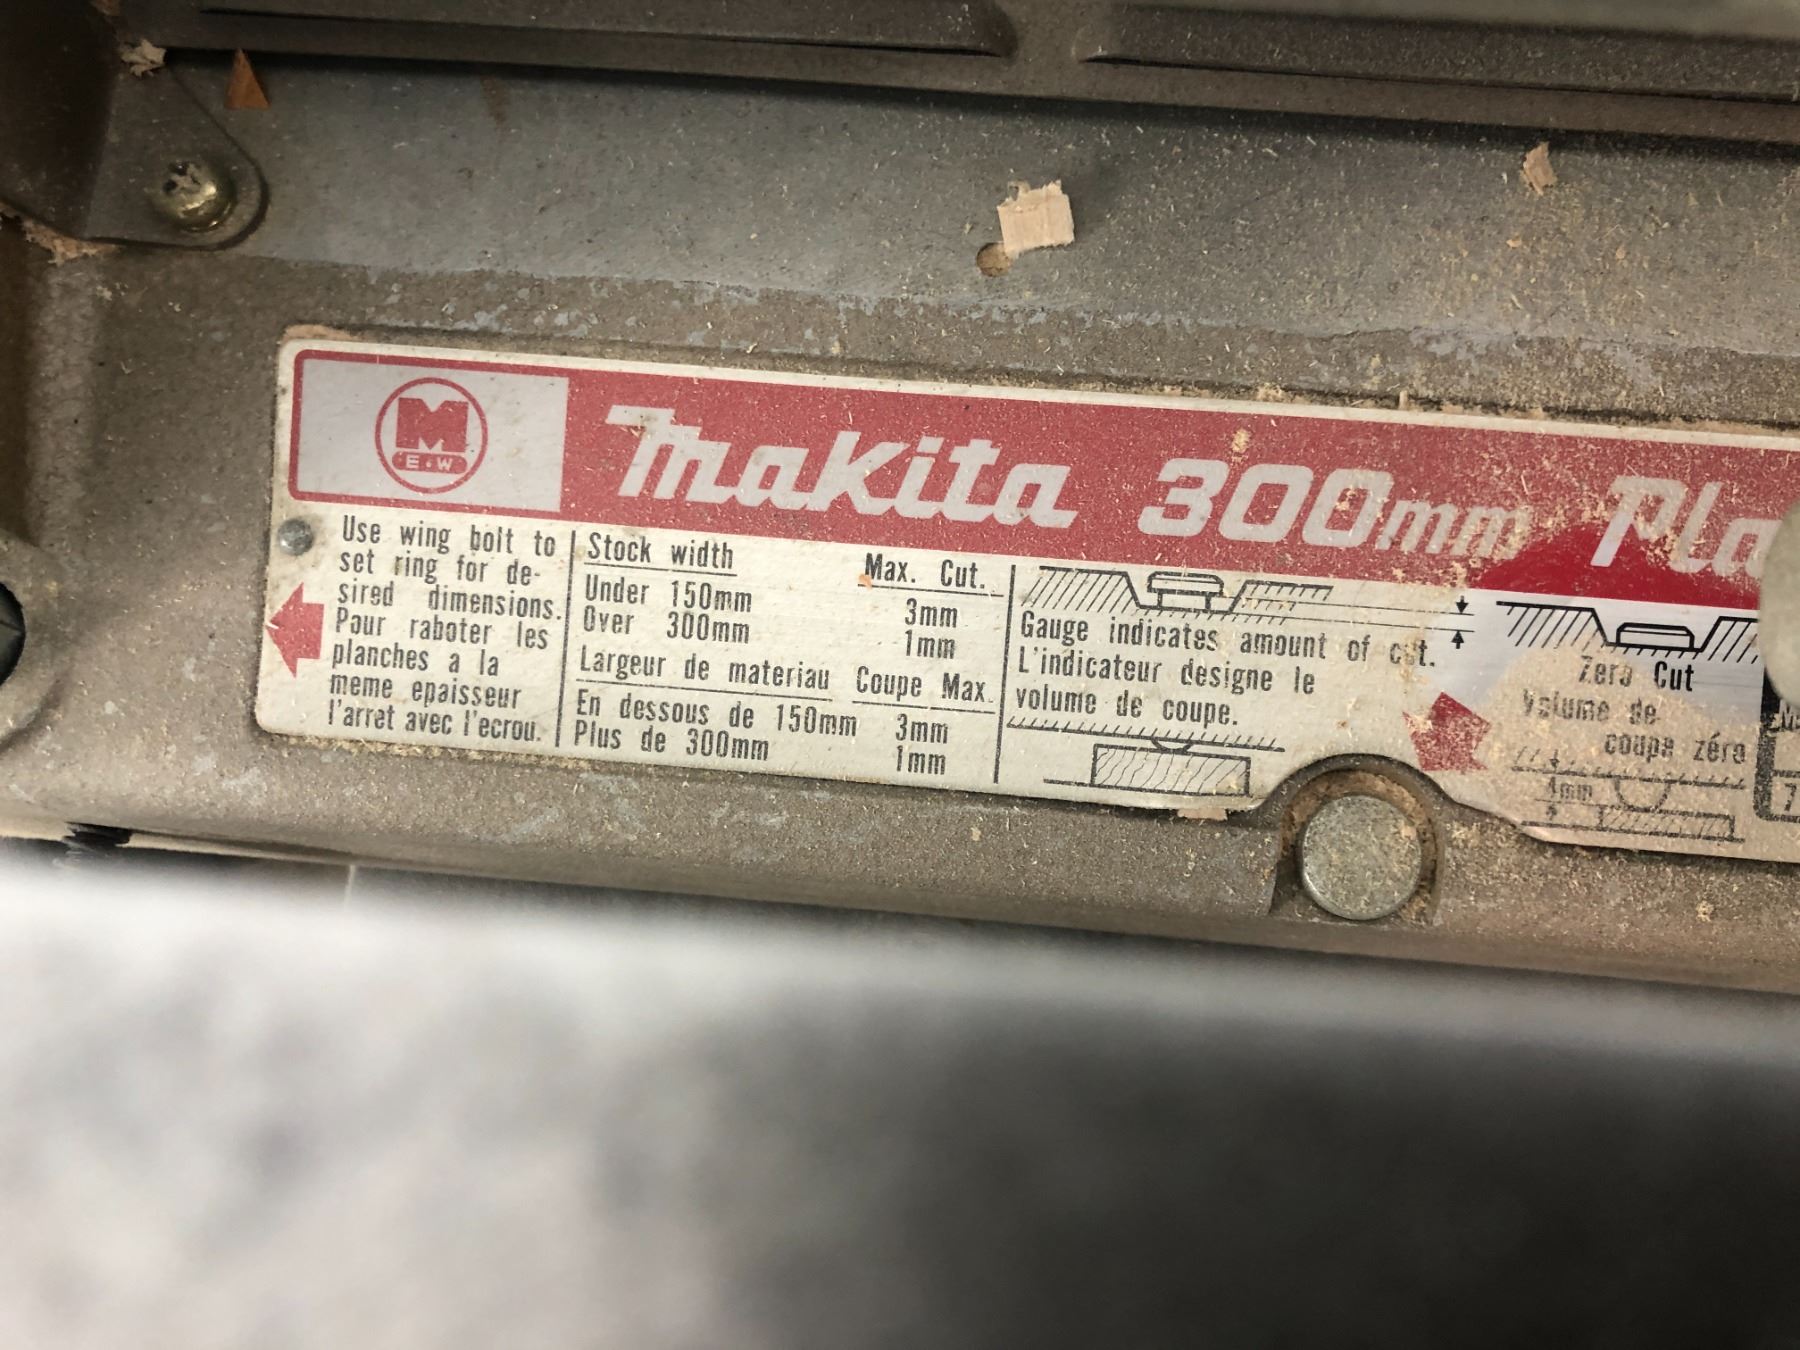 M
E.W
makita 300mm Pla
Use wing bolt to
set ring for de-
sired dimensions.
Pour raboter les
planches a la
meme epaisseur
l'arret avec l'ecrou.
Stock width Max. Cut.
Under 150mm 3mm
Over 300mm 1mm
Largeur de materiau Coupe Max.
En dessous de 150mm 3mm
Plus de 300mm 1mm
Gauge indicates amount of cut.
L'indicateur designe le
volume de coupe.
Zero Cut
Volume de
coupe zéro
1mm
M
7